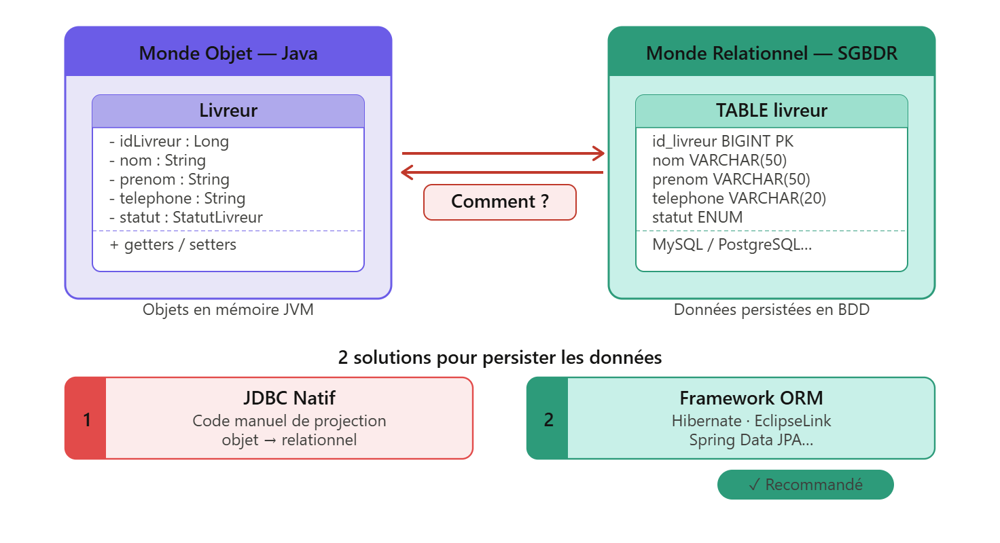 Monde Objet — Java
Livreur
- idLivreur : Long
- nom : String
- prenom : String
- telephone : String
- statut : StatutLivreur
+ getters / setters
Objets en mémoire JVM
Comment ?
Monde Relationnel — SGBDR
TABLE livreur
id_livreur BIGINT PK
nom VARCHAR(50)
prenom VARCHAR(50)
telephone VARCHAR(20)
statut ENUM
MySQL / PostgreSQL...
Données persistées en BDD
2 solutions pour persister les données
1
JDBC Natif
Code manuel de projection
objet → relationnel
2
Framework ORM
Hibernate · EclipseLink
Spring Data JPA...
✓ Recommandé